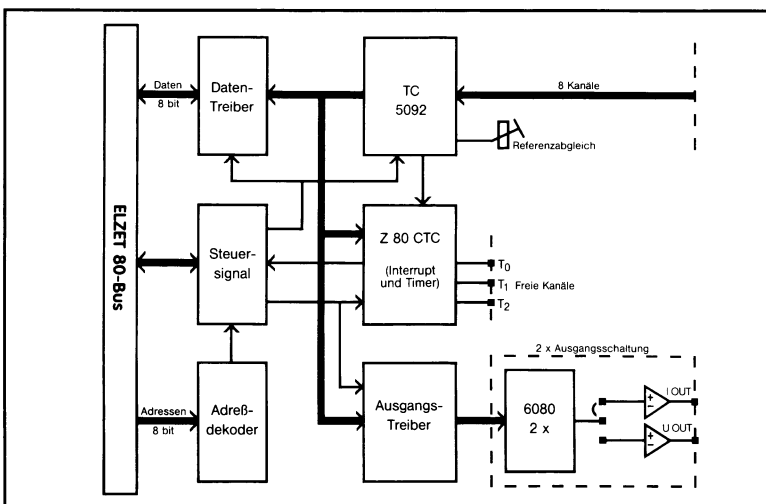 ELZET 80-Bus
Daten
8 bit
Daten-
Treiber
TC
5092
8 Kanäle
Referenzabgleich
Steuer-
signal
Z 80 CTC
(Interrupt
und Timer)
T0
T1 Freie Kanäle
T2
2 x Ausgangsschaltung
Adressen
8 bit
Adreß-
dekoder
Ausgangs-
Treiber
6080
2 x
+
−
I OUT
+
−
U OUT